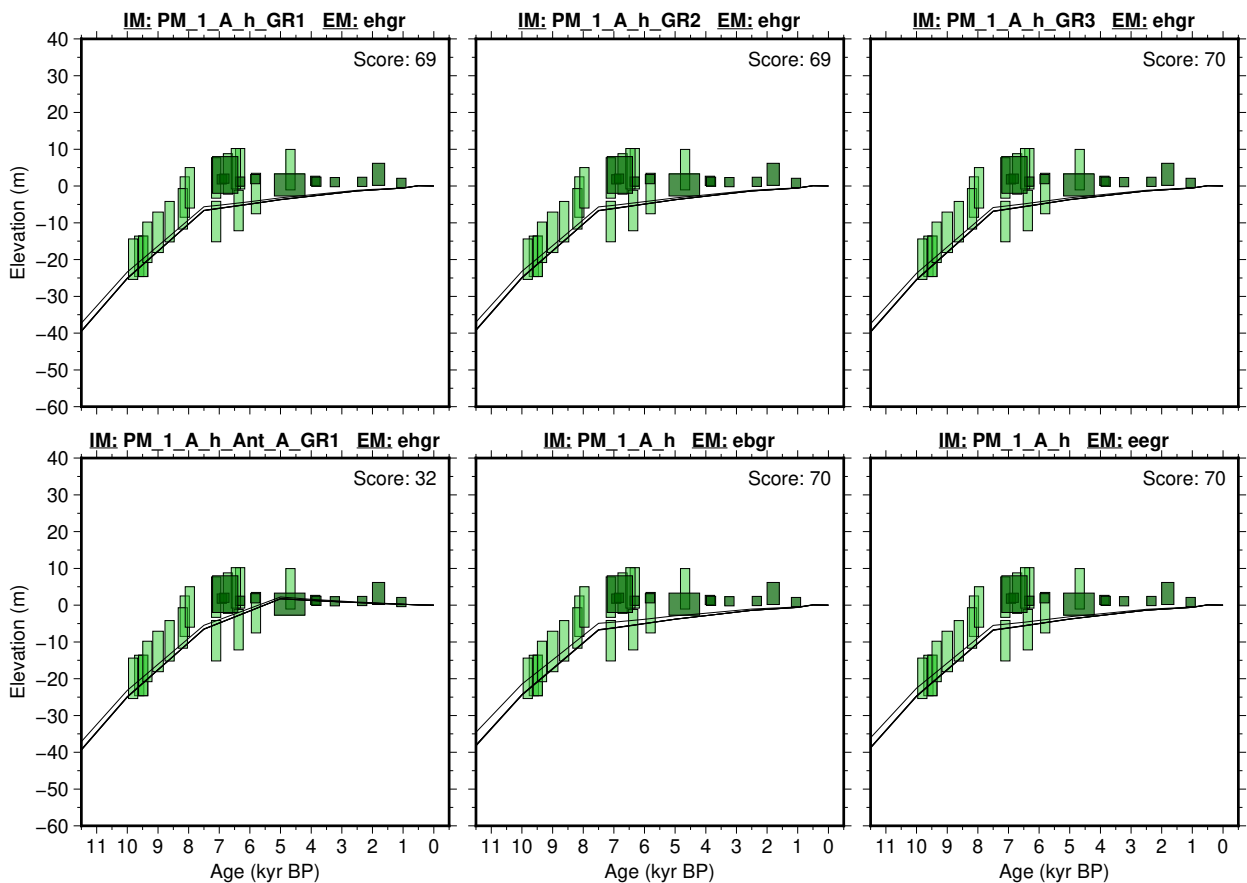 IM: PM_1_A_h_GR1 EM: ehgr
IM: PM_1_A_h_GR2 EM: ehgr
IM: PM_1_A_h_GR3 EM: ehgr
40
30
20
10
0
−10
−20
−30
−40
−50
−60
Elevation (m)
Score: 69
Score: 69
Score: 70
IM: PM_1_A_h_Ant_A_GR1 EM: ehgr
IM: PM_1_A_h EM: ebgr
IM: PM_1_A_h EM: eegr
40
30
20
10
0
−10
−20
−30
−40
−50
−60
Elevation (m)
Score: 32
Score: 70
Score: 70
11 10 9 8 7 6 5 4 3 2 1 0
11 10 9 8 7 6 5 4 3 2 1 0
11 10 9 8 7 6 5 4 3 2 1 0
Age (kyr BP)
Age (kyr BP)
Age (kyr BP)